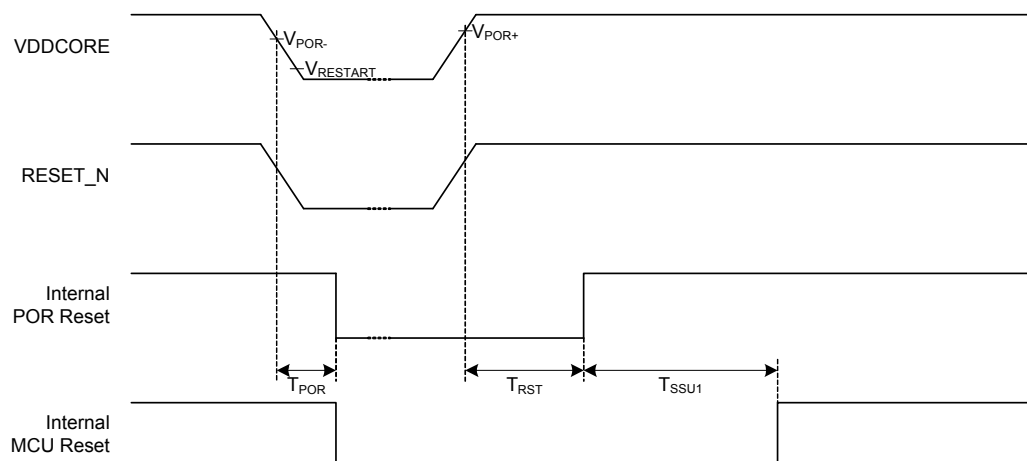 VDDCORE
VPOR-
VRESTART
VPOR+
RESET_N
Internal
POR Reset
TPOR
TRST
TSSU1
Internal
MCU Reset